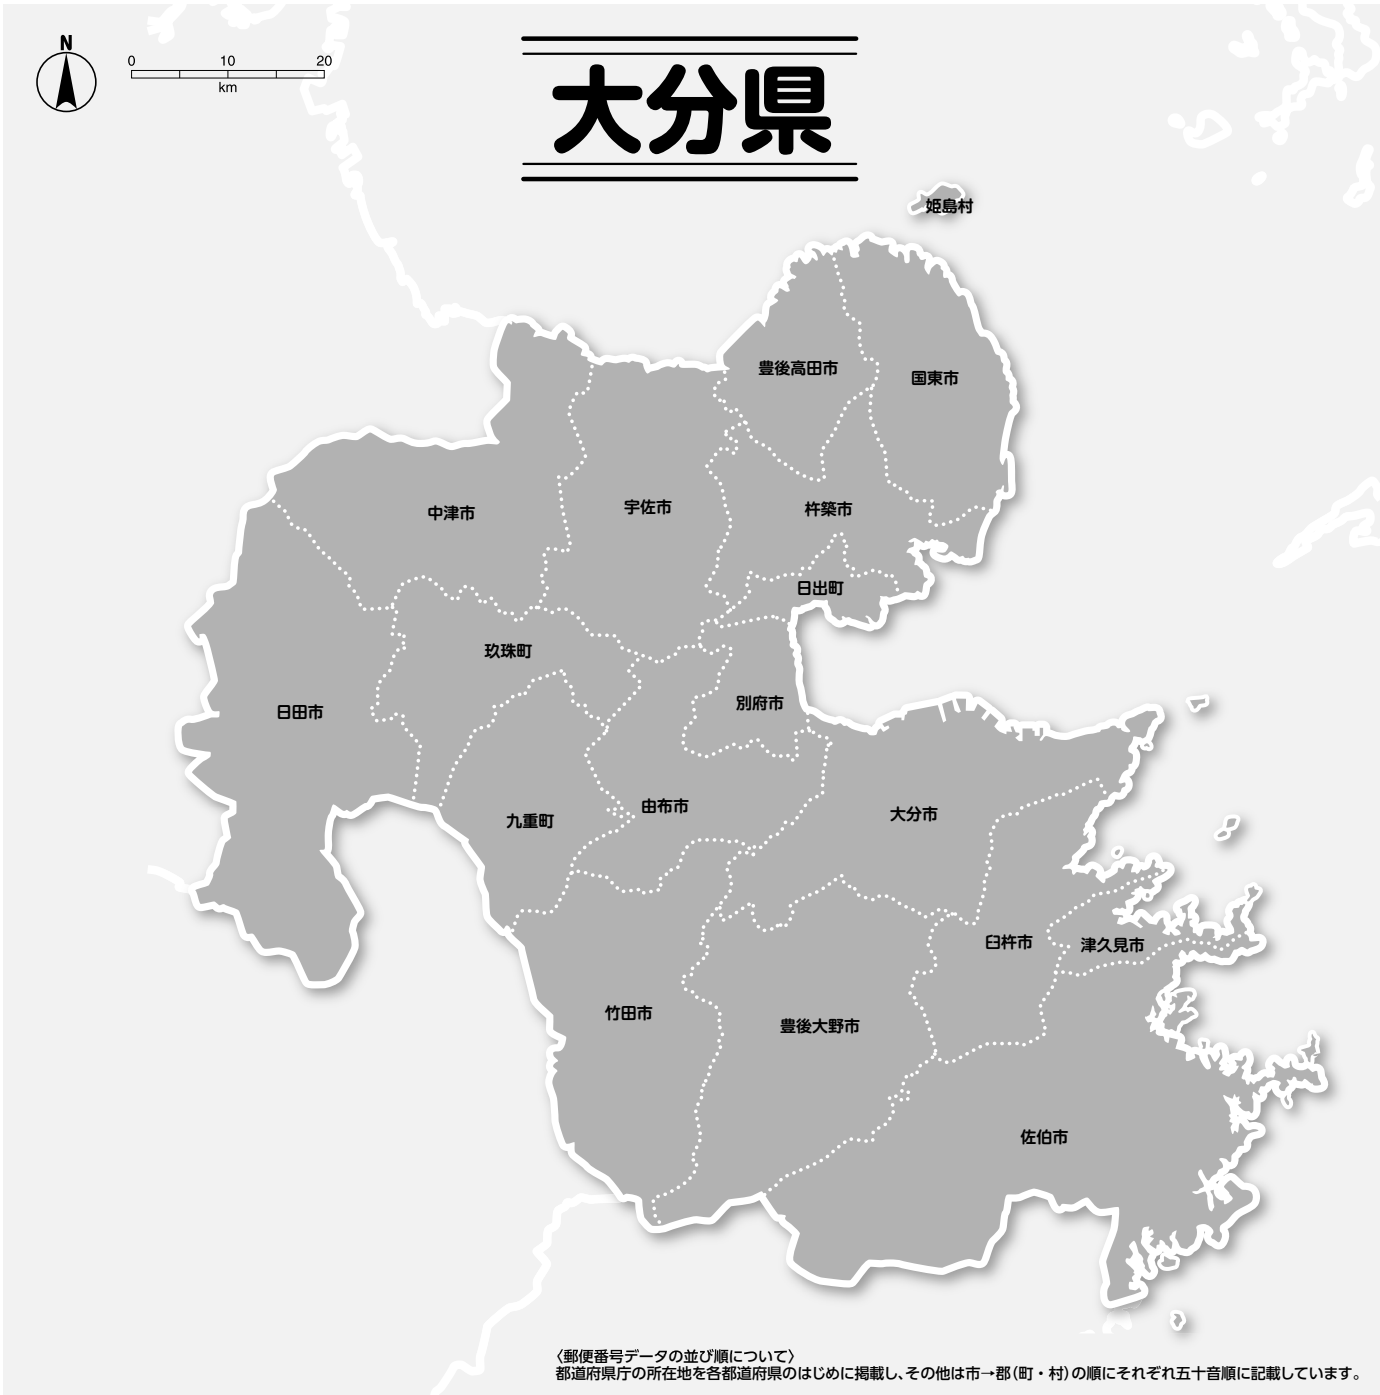 N
0 10 20
km
大分県
姫島村
豊後高田市
国東市
中津市
宇佐市
杵築市
日出町
玖珠町
別府市
日田市
由布市
大分市
九重町
臼杵市
津久見市
竹田市
豊後大野市
佐伯市
〈郵便番号データの並び順について〉
都道府県庁の所在地を各都道府県のはじめに掲載し、その他は市→郡（町・村）の順にそれぞれ五十音順に記載しています。